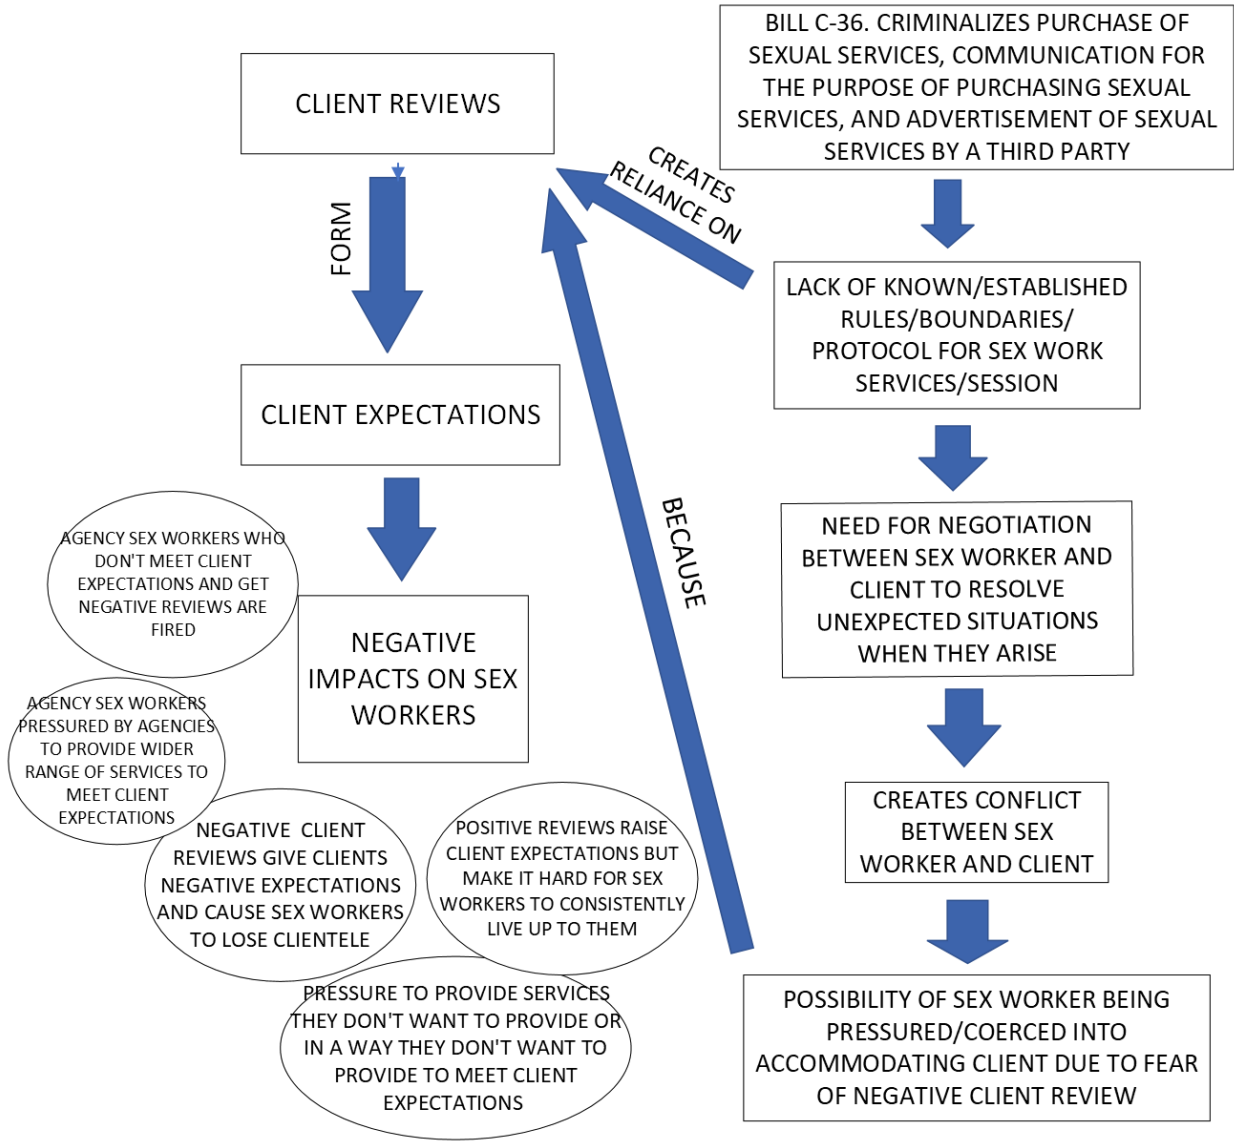 BILL C-36. CRIMINALIZES PURCHASE OF
SEXUAL SERVICES, COMMUNICATION FOR
THE PURPOSE OF PURCHASING SEXUAL
SERVICES, AND ADVERTISEMENT OF SEXUAL
SERVICES BY A THIRD PARTY
CLIENT REVIEWS
CREATES
RELIANCE ON
FORM
LACK OF KNOWN/ESTABLISHED
RULES/BOUNDARIES/
PROTOCOL FOR SEX WORK
SERVICES/SESSION
CLIENT EXPECTATIONS
BECAUSE
NEED FOR NEGOTIATION
BETWEEN SEX WORKER AND
CLIENT TO RESOLVE
UNEXPECTED SITUATIONS
WHEN THEY ARISE
AGENCY SEX WORKERS WHO
DON'T MEET CLIENT
EXPECTATIONS AND GET
NEGATIVE REVIEWS ARE
FIRED
NEGATIVE
IMPACTS ON SEX
WORKERS
AGENCY SEX WORKERS
PRESSURED BY AGENCIES
TO PROVIDE WIDER
RANGE OF SERVICES TO
MEET CLIENT
EXPECTATIONS
CREATES CONFLICT
BETWEEN SEX
WORKER AND CLIENT
NEGATIVE CLIENT
REVIEWS GIVE CLIENTS
NEGATIVE EXPECTATIONS
AND CAUSE SEX WORKERS
TO LOSE CLIENTELE
POSITIVE REVIEWS RAISE
CLIENT EXPECTATIONS BUT
MAKE IT HARD FOR SEX
WORKERS TO CONSISTENTLY
LIVE UP TO THEM
PRESSURE TO PROVIDE SERVICES
THEY DON'T WANT TO PROVIDE OR
IN A WAY THEY DON'T WANT TO
PROVIDE TO MEET CLIENT
EXPECTATIONS
POSSIBILITY OF SEX WORKER BEING
PRESSURED/COERCED INTO
ACCOMMODATING CLIENT DUE TO FEAR
OF NEGATIVE CLIENT REVIEW